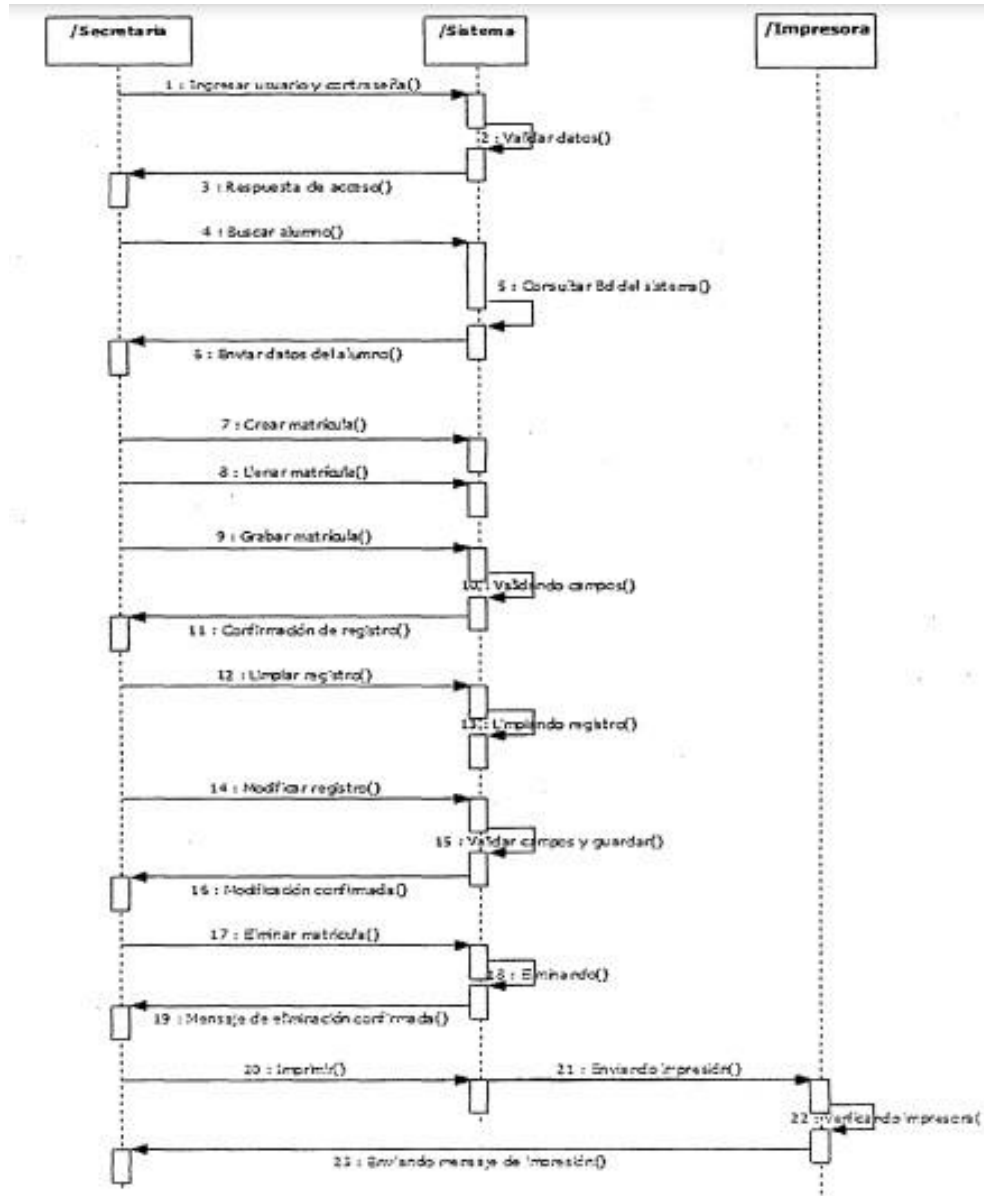 /Secretaria
/Sistema
/Impresora
1 : Ingresar usuario y contraseña()
2 : Validar datos()
3 : Respuesta de acceso()
4 : Buscar alumno()
5 : Consultar Bd del sistema()
6 : Enviar datos del alumno()
7 : Crear matrícula()
8 : Llenar matrícula()
9 : Grabar matrícula()
10 : Validando campos()
11 : Confirmación de registro()
12 : Limpiar registro()
13 : Limpiando registro()
14 : Modificar registro()
15 : Validar campos y guardar()
16 : Modificación confirmada()
17 : Eliminar matrícula()
18 : Eliminando()
19 : Mensaje de eliminación confirmada()
20 : Imprimir()
21 : Enviando impresión()
22 : Verificando impresora(
23 : Enviando mensaje de impresión()